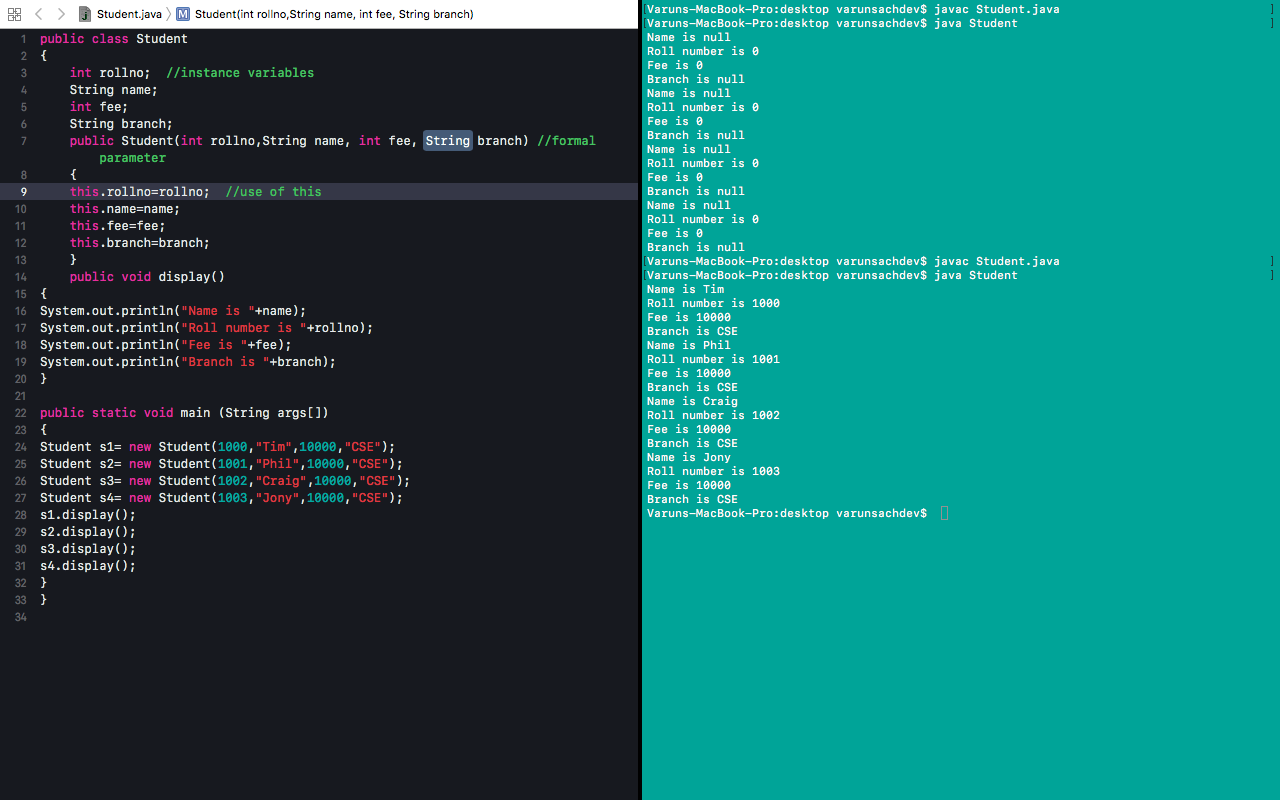 Student.java M Student(int rollno,String name, int fee, String branch)
1 public class Student
2 {
3 int rollno; //instance variables
4 String name;
5 int fee;
6 String branch;
7 public Student(int rollno,String name, int fee, String branch) //formal
parameter
8 {
9 this.rollno=rollno; //use of this
10 this.name=name;
11 this.fee=fee;
12 this.branch=branch;
13 }
14 public void display()
15 {
16 System.out.println("Name is "+name);
17 System.out.println("Roll number is "+rollno);
18 System.out.println("Fee is "+fee);
19 System.out.println("Branch is "+branch);
20 }
21
22 public static void main (String args[])
23 {
24 Student s1= new Student(1000,"Tim",10000,"CSE");
25 Student s2= new Student(1001,"Phil",10000,"CSE");
26 Student s3= new Student(1002,"Craig",10000,"CSE");
27 Student s4= new Student(1003,"Jony",10000,"CSE");
28 s1.display();
29 s2.display();
30 s3.display();
31 s4.display();
32 }
33 }
34
[Varuns-MacBook-Pro:desktop varunsachdev$ javac Student.java ]
[Varuns-MacBook-Pro:desktop varunsachdev$ java Student ]
Name is null
Roll number is 0
Fee is 0
Branch is null
Name is null
Roll number is 0
Fee is 0
Branch is null
Name is null
Roll number is 0
Fee is 0
Branch is null
Name is null
Roll number is 0
Fee is 0
Branch is null
[Varuns-MacBook-Pro:desktop varunsachdev$ javac Student.java ]
[Varuns-MacBook-Pro:desktop varunsachdev$ java Student ]
Name is Tim
Roll number is 1000
Fee is 10000
Branch is CSE
Name is Phil
Roll number is 1001
Fee is 10000
Branch is CSE
Name is Craig
Roll number is 1002
Fee is 10000
Branch is CSE
Name is Jony
Roll number is 1003
Fee is 10000
Branch is CSE
Varuns-MacBook-Pro:desktop varunsachdev$